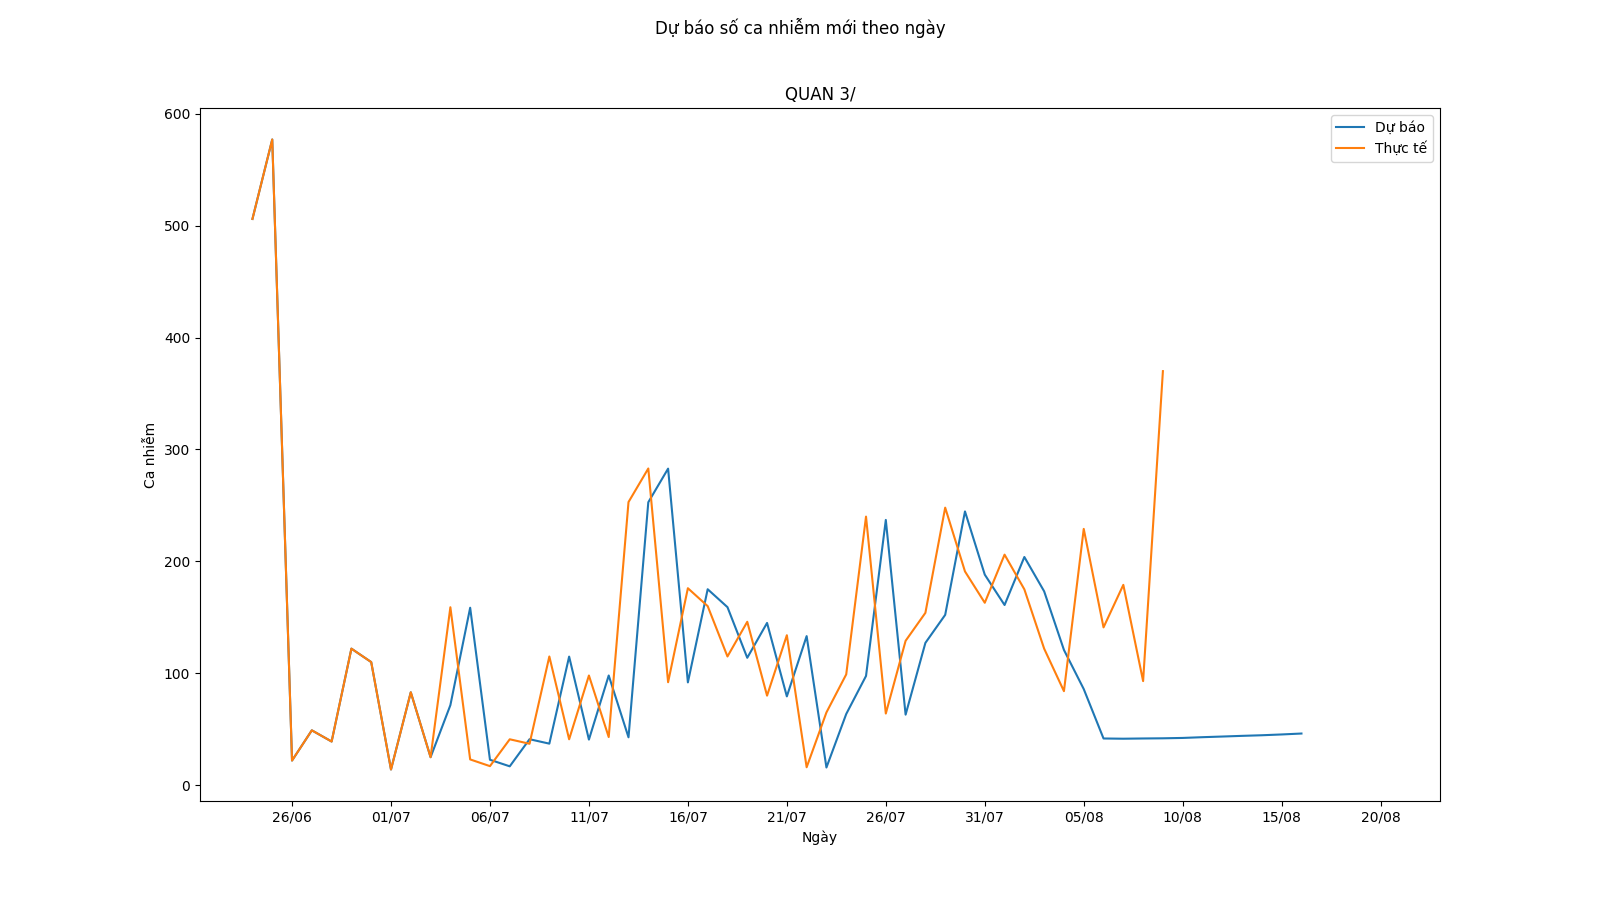 Dự báo số ca nhiễm mới theo ngày
QUAN 3/
Dự báo
Thực tế
600
500
400
300
200
100
0
Ca nhiễm
26/06 01/07 06/07 11/07 16/07 21/07 26/07 31/07 05/08 10/08 15/08 20/08
Ngày